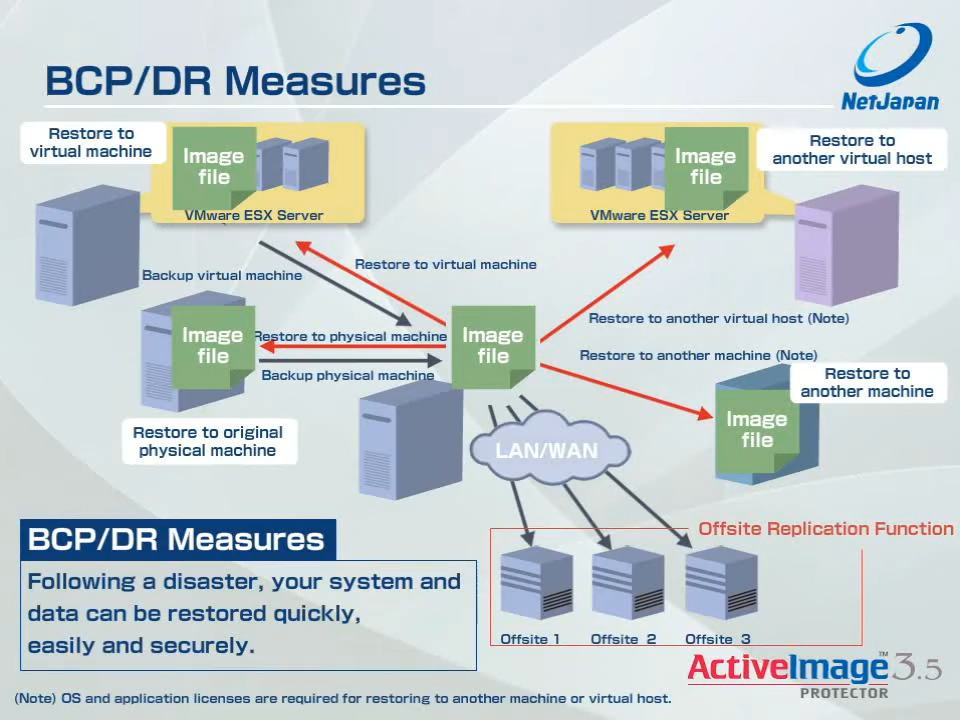 BCP/DR Measures
NetJapan
Restore to
virtual machine
Image
file
VMware ESX Server
Image
file
VMware ESX Server
Restore to
another virtual host
Backup virtual machine
Restore to virtual machine
Restore to another virtual host (Note)
Image
file
Restore to physical machine
Backup physical machine
Image
file
Restore to another machine (Note)
Restore to
another machine
Image
file
Restore to original
physical machine
LAN/WAN
BCP/DR Measures
Following a disaster, your system and
data can be restored quickly,
easily and securely.
Offsite Replication Function
Offsite 1
Offsite 2
Offsite 3
ActiveImage™ 3.5
PROTECTOR
(Note) OS and application licenses are required for restoring to another machine or virtual host.